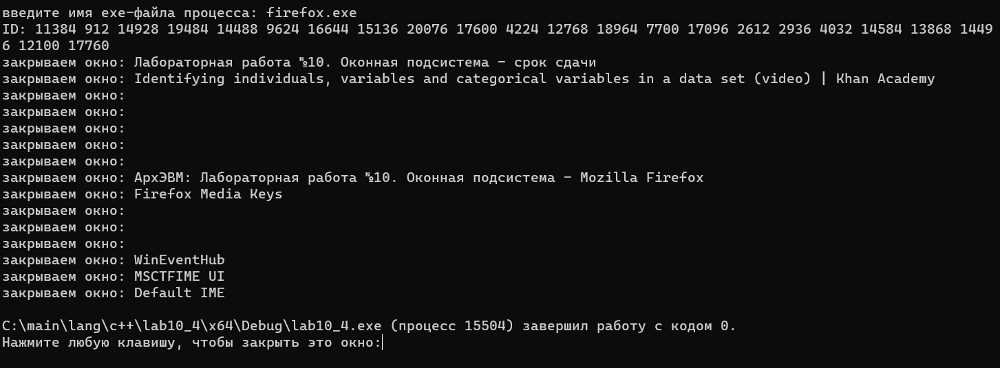 введите имя exe-файла процесса: firefox.exe
ID: 11384 912 14928 19484 14488 9624 16644 15136 20076 17600 4224 12768 18964 7700 17096 2612 2936 4032 14584 13868 1449
6 12100 17760
закрываем окно: Лабораторная работа №10. Оконная подсистема - срок сдачи
закрываем окно: Identifying individuals, variables and categorical variables in a data set (video) | Khan Academy
закрываем окно:
закрываем окно:
закрываем окно:
закрываем окно:
закрываем окно:
закрываем окно: АрхЭВМ: Лабораторная работа №10. Оконная подсистема — Mozilla Firefox
закрываем окно: Firefox Media Keys
закрываем окно:
закрываем окно:
закрываем окно:
закрываем окно: WinEventHub
закрываем окно: MSCTFIME UI
закрываем окно: Default IME
C:\main\lang\c++\lab10_4\x64\Debug\lab10_4.exe (процесс 15504) завершил работу с кодом 0.
Нажмите любую клавишу, чтобы закрыть это окно: